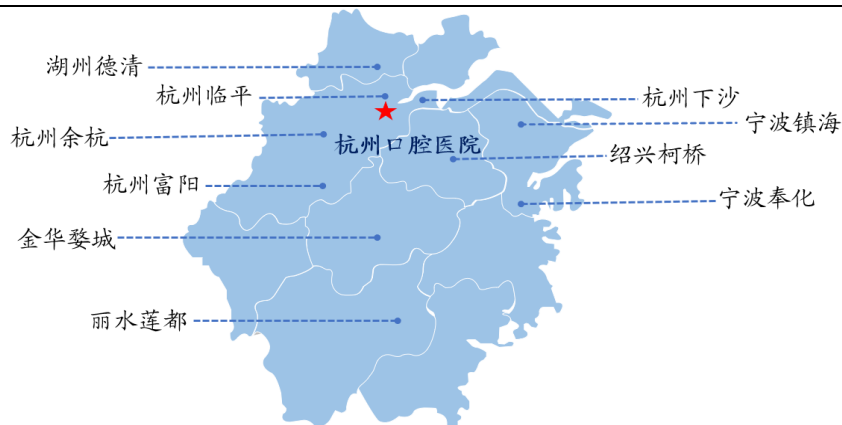 湖州德清
杭州临平
杭州下沙
宁波镇海
杭州余杭
杭州口腔医院
绍兴柯桥
杭州富阳
宁波奉化
金华婺城
丽水莲都